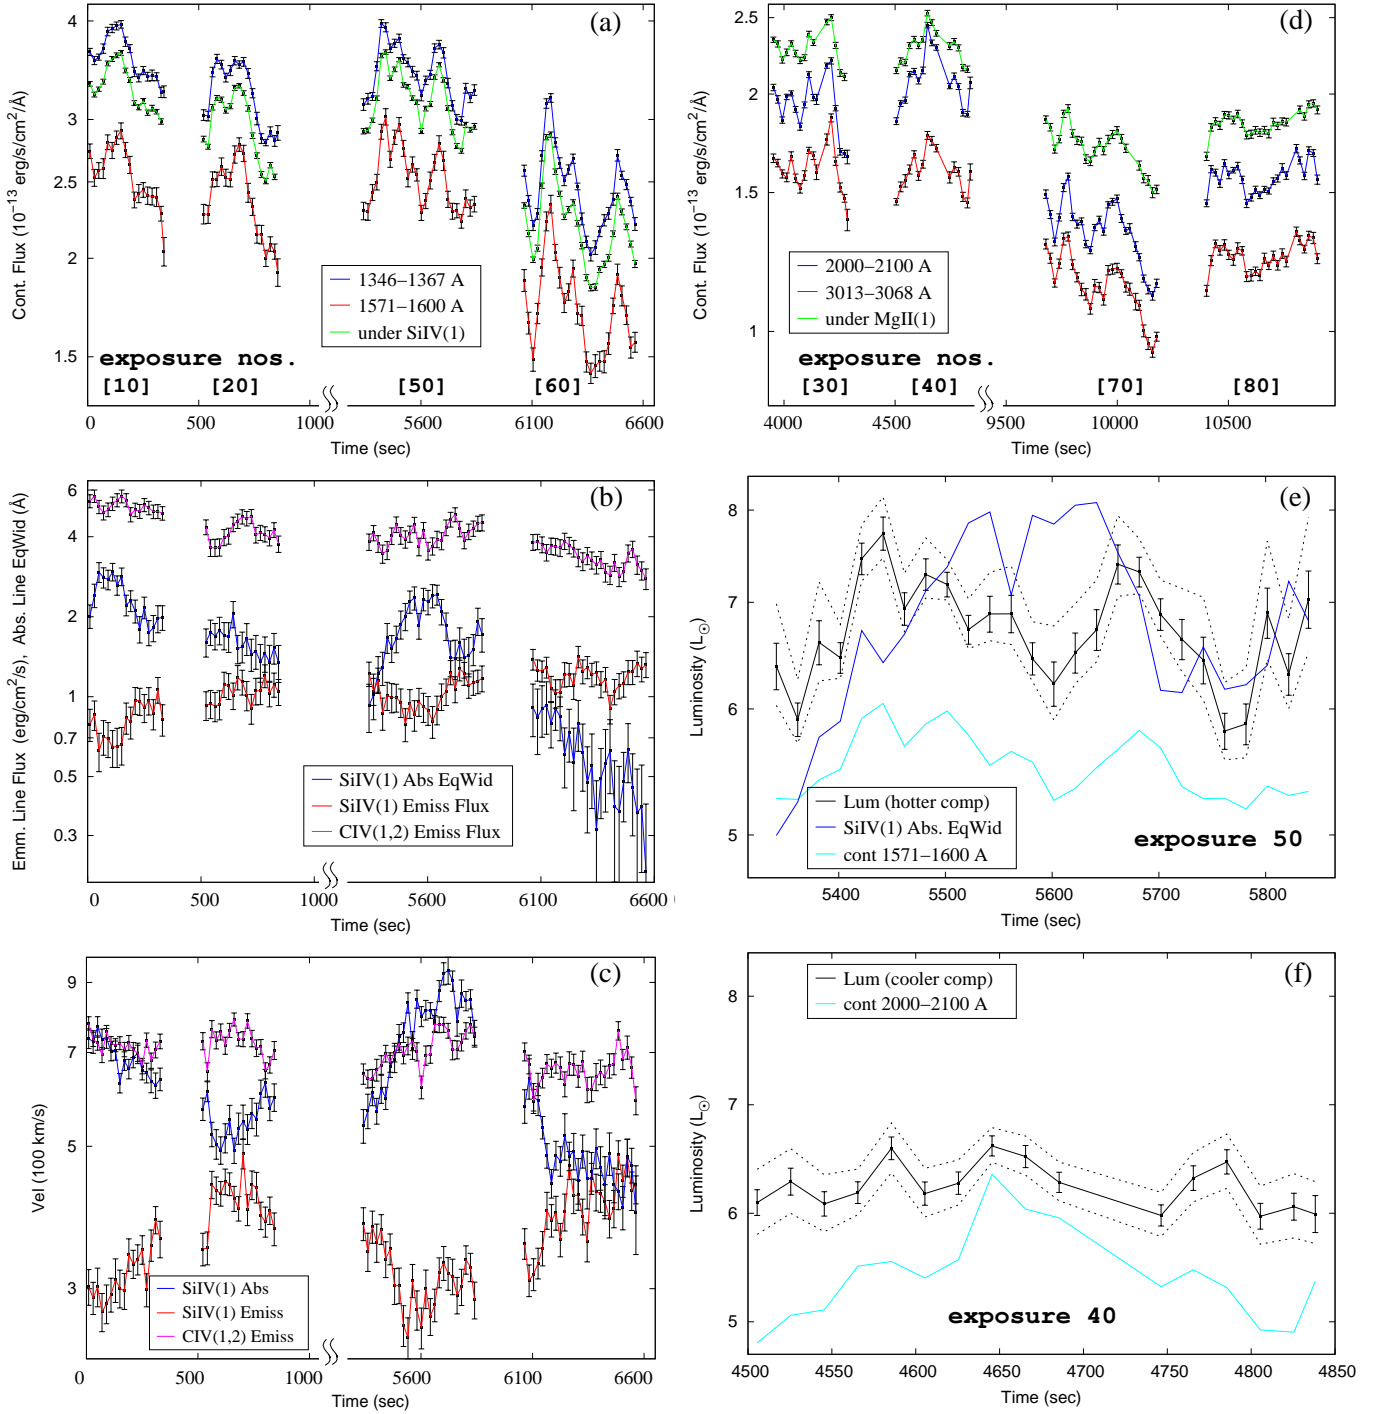 (a)
4
3
2.5
2
1.5
Cont. Flux (10⁻¹³ erg/s/cm²/Å)
1346–1367 A
1571–1600 A
under SiIV(1)
exposure nos.
[10] [20] [50] [60]
0 500 1000 5600 6100 6600
Time (sec)
(d)
2.5
2
1.5
1
Cont. Flux (10⁻¹³ erg/s/cm²/Å)
2000–2100 A
3013–3068 A
under MgII(1)
exposure nos.
[30] [40] [70] [80]
4000 4500 9500 10000 10500
Time (sec)
(b)
6
4
2
1
0.7
0.5
0.3
Emm. Line Flux (erg/cm²/s), Abs. Line EqWid (Å)
SiIV(1) Abs EqWid
SiIV(1) Emiss Flux
CIV(1,2) Emiss Flux
0 500 1000 5600 6100 6600 (
Time (sec)
(e)
8
7
6
5
Luminosity (L☉)
Lum (hotter comp)
SiIV(1) Abs. EqWid
cont 1571–1600 A
exposure 50
5400 5500 5600 5700 5800
Time (sec)
(c)
9
7
5
3
Vel (100 km/s)
SiIV(1) Abs
SiIV(1) Emiss
CIV(1,2) Emiss
0 500 1000 5600 6100 6600
Time (sec)
(f)
8
7
6
5
Luminosity (L☉)
Lum (cooler comp)
cont 2000–2100 A
exposure 40
4500 4550 4600 4650 4700 4750 4800 4850
Time (sec)